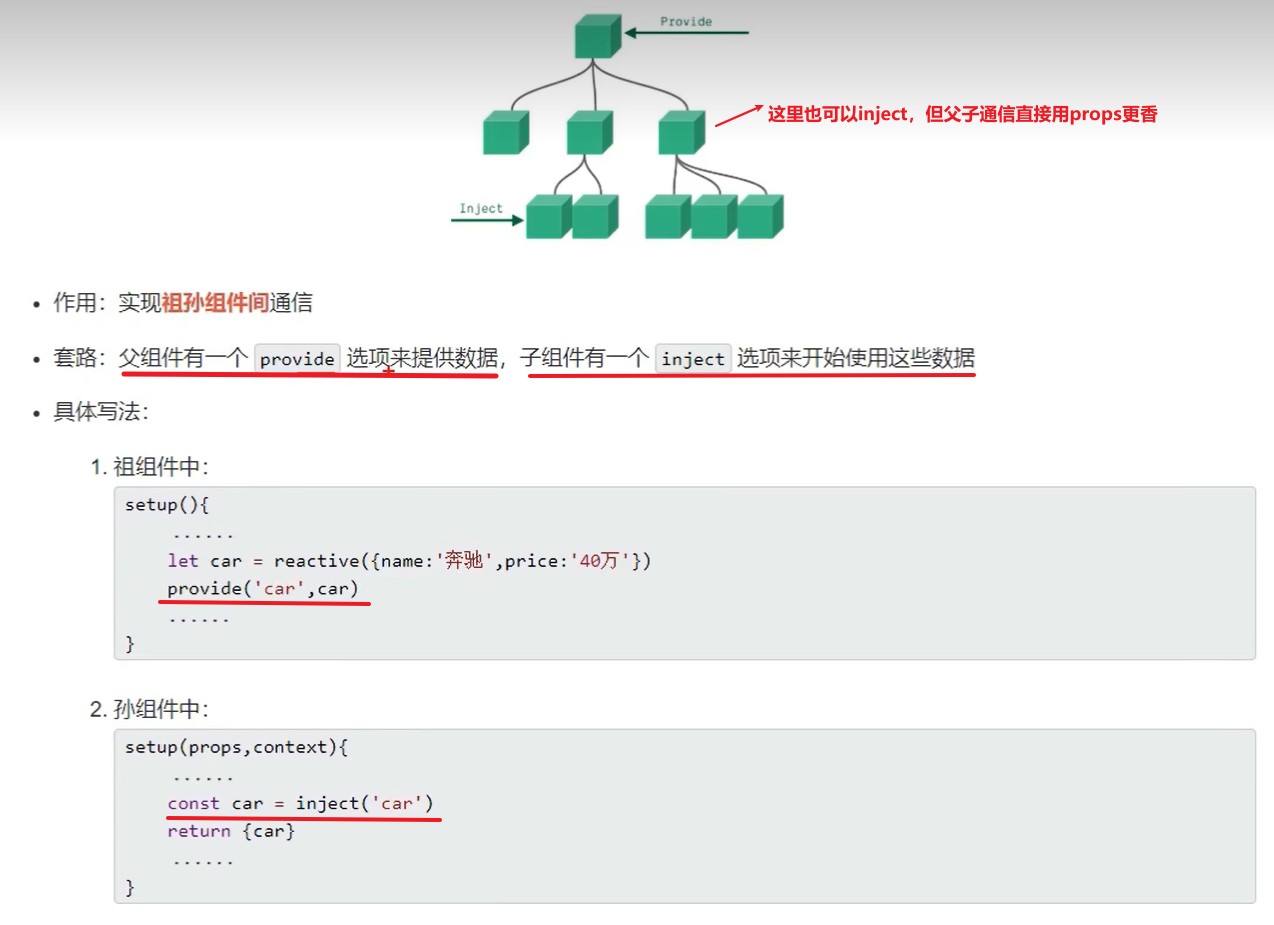 Provide
这里也可以inject，但父子通信直接用props更香
Inject
• 作用：实现祖孙组件间通信
• 套路：父组件有一个 provide 选项来提供数据，子组件有一个 inject 选项来开始使用这些数据
• 具体写法：
1. 祖组件中：
setup(){
......
let car = reactive({name:'奔驰',price:'40万'})
provide('car',car)
......
}
2. 孙组件中：
setup(props,context){
......
const car = inject('car')
return {car}
......
}